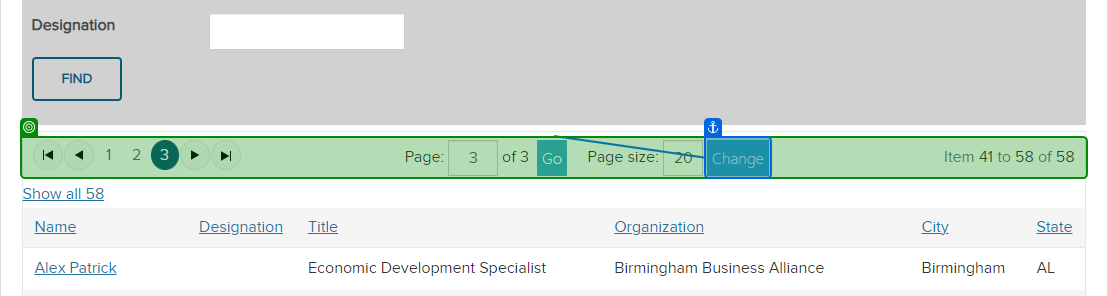 Designation
FIND
1 2 3 Page: 3 of 3 Go Page size: 20 Change Item 41 to 58 of 58
Show all 58
Name Designation Title Organization City State
Alex Patrick Economic Development Specialist Birmingham Business Alliance Birmingham AL